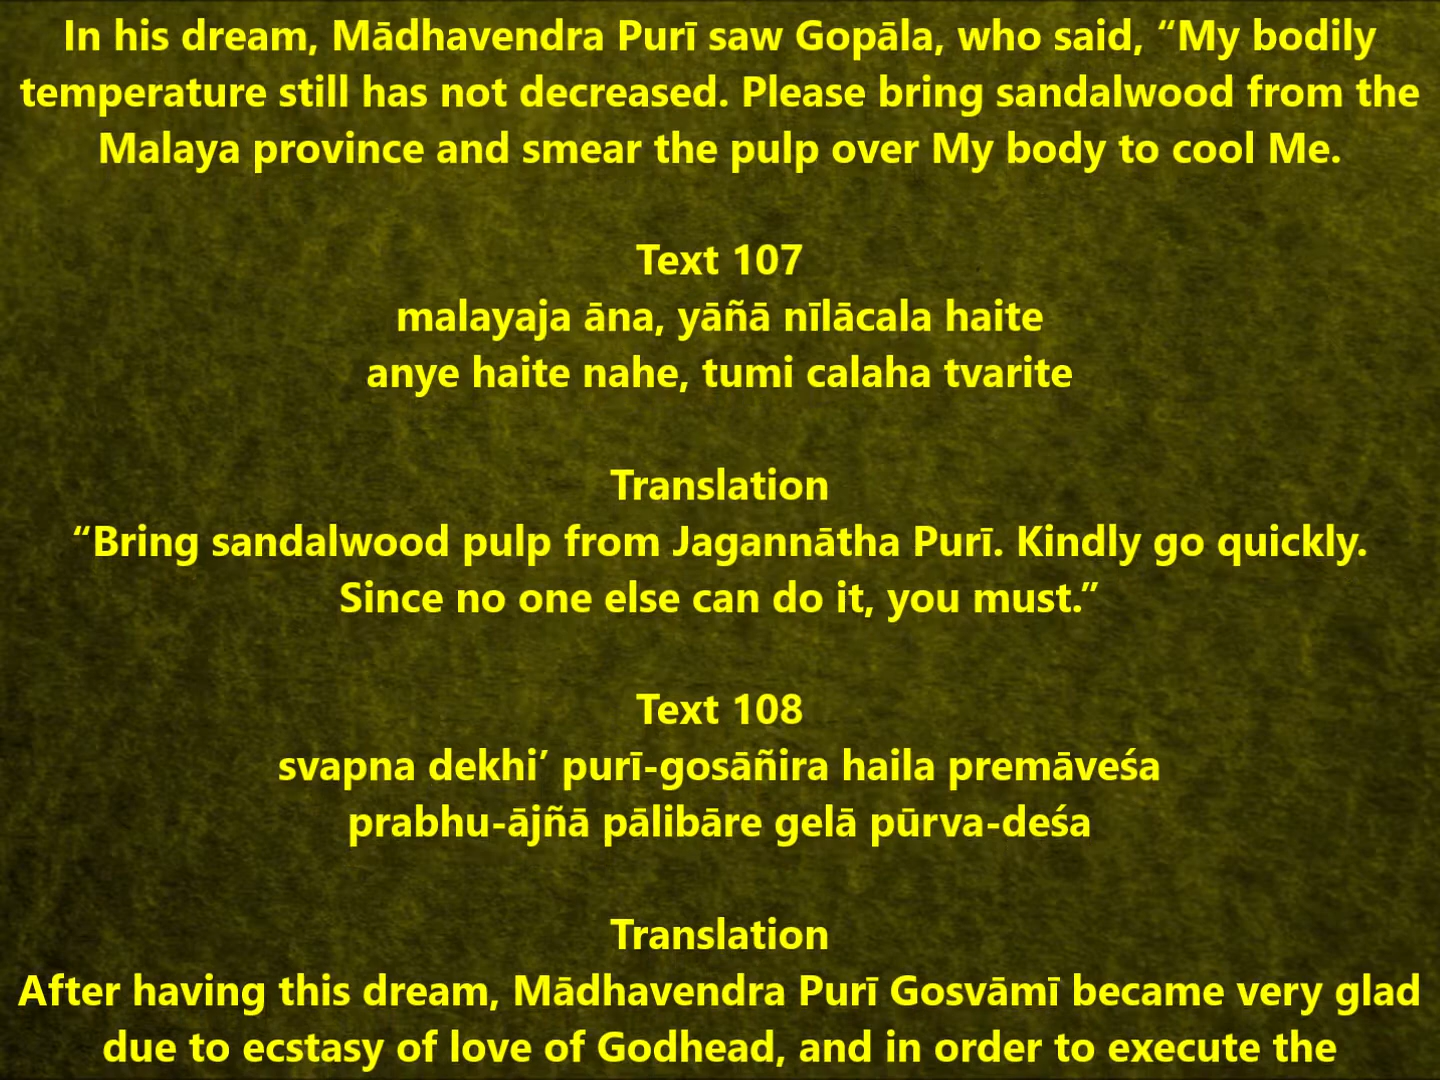 In his dream, Mādhavendra Purī saw Gopāla, who said, “My bodily
temperature still has not decreased. Please bring sandalwood from the
Malaya province and smear the pulp over My body to cool Me.
Text 107
malayaja āna, yāñā nīlācala haite
anye haite nahe, tumi calaha tvarite
Translation
“Bring sandalwood pulp from Jagannātha Purī. Kindly go quickly.
Since no one else can do it, you must.”
Text 108
svapna dekhi’ purī-gosāñira haila premāveśa
prabhu-ājñā pālibāre gelā pūrva-deśa
Translation
After having this dream, Mādhavendra Purī Gosvāmī became very glad
due to ecstasy of love of Godhead, and in order to execute the